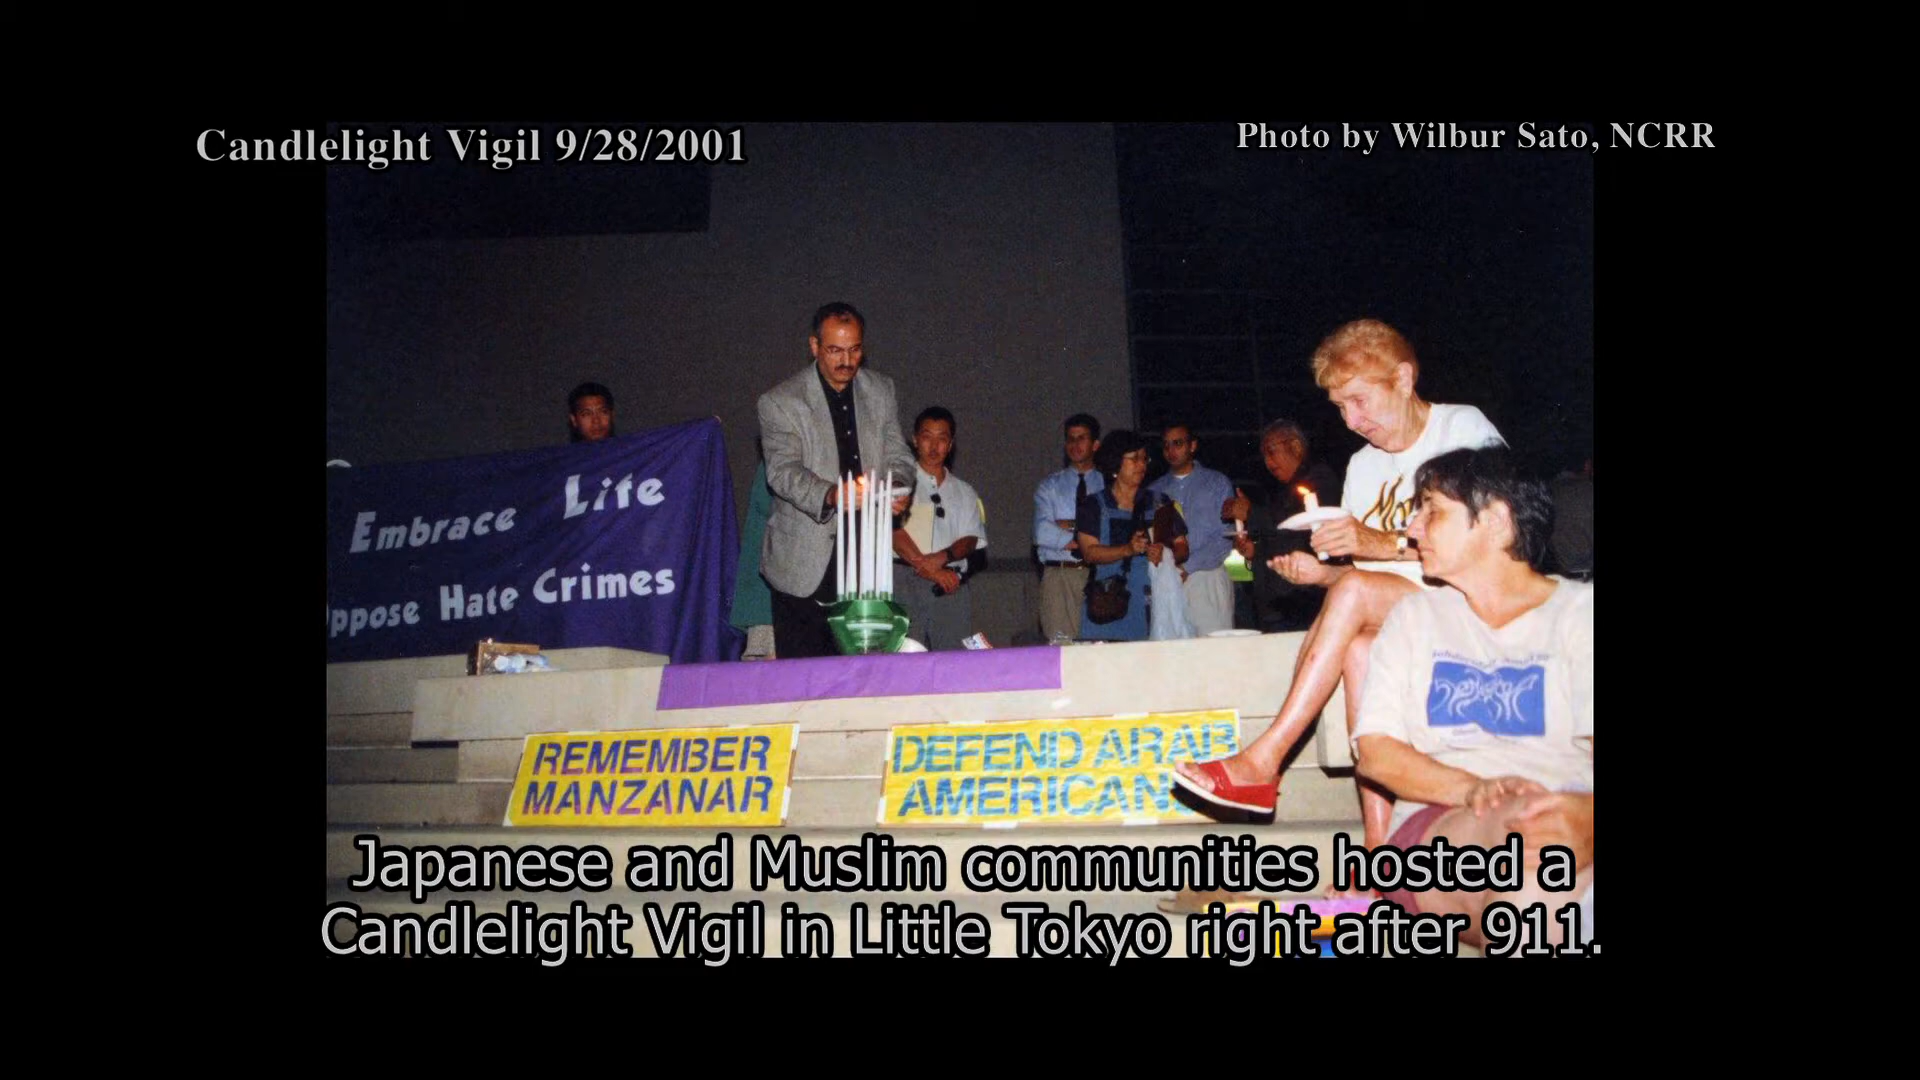 Candlelight Vigil 9/28/2001
Photo by Wilbur Sato, NCRR
Embrace Life
ppose Hate Crimes
REMEMBER
MANZANAR
DEFEND ARAB
AMERICANS
Japanese and Muslim communities hosted a
Candlelight Vigil in Little Tokyo right after 911.